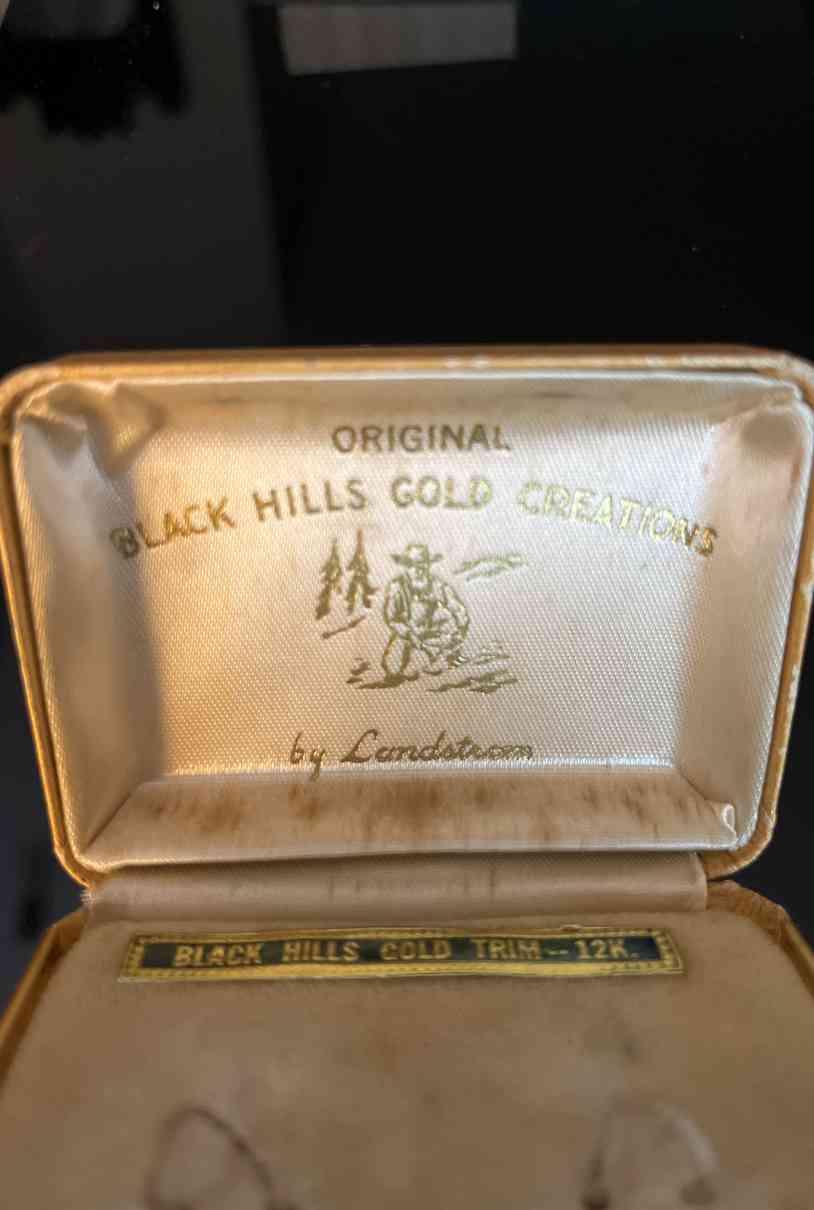 ORIGINAL
BLACK HILLS GOLD CREATIONS
by Landstrom
BLACK HILLS GOLD TRIM -- 12K.